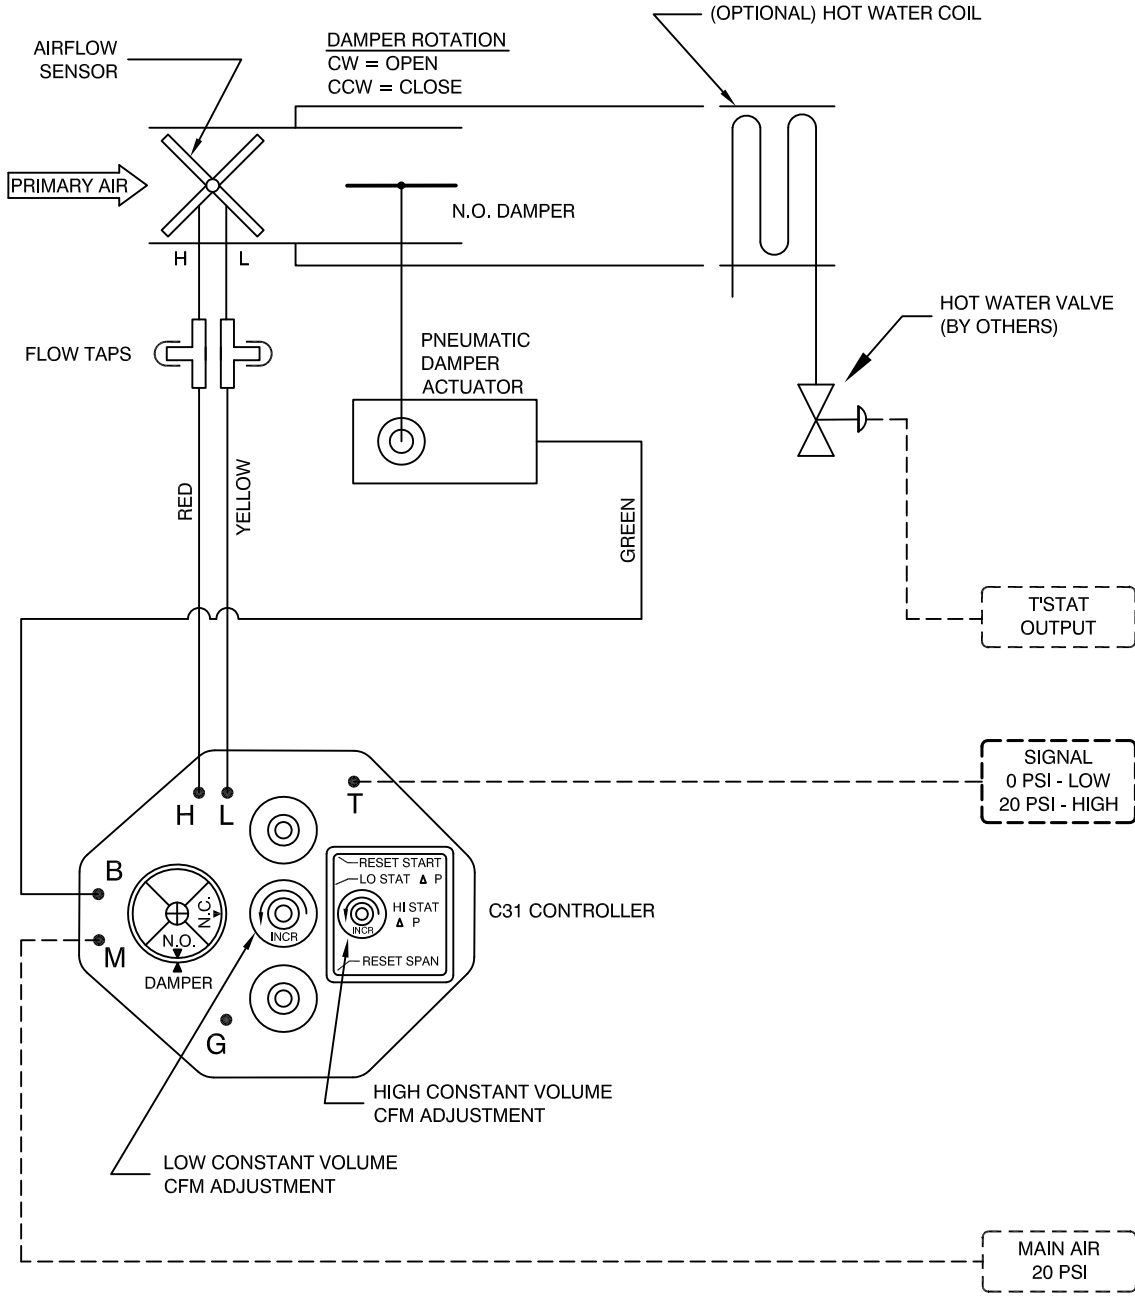 (OPTIONAL) HOT WATER COIL
AIRFLOW
SENSOR
DAMPER ROTATION
CW = OPEN
CCW = CLOSE
PRIMARY AIR
N.O. DAMPER
H L
HOT WATER VALVE
(BY OTHERS)
FLOW TAPS
PNEUMATIC
DAMPER
ACTUATOR
RED
YELLOW
GREEN
T'STAT
OUTPUT
SIGNAL
0 PSI - LOW
20 PSI - HIGH
H L
T
B
M
N.C.
N.O.
DAMPER
G
INCR
RESET START
LO STAT Δ P
HI STAT
Δ P
INCR
RESET SPAN
C31 CONTROLLER
HIGH CONSTANT VOLUME
CFM ADJUSTMENT
LOW CONSTANT VOLUME
CFM ADJUSTMENT
MAIN AIR
20 PSI